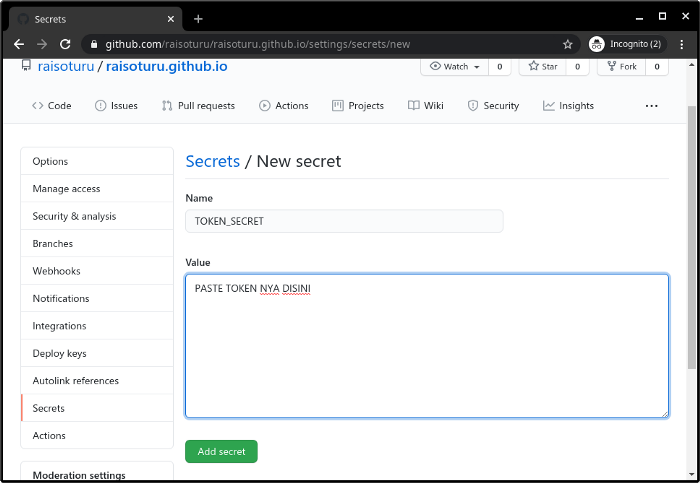 Secrets
github.com/raisoturu/raisoturu.github.io/settings/secrets/new
Incognito (2)
raisoturu / raisoturu.github.io
Watch 0 Star 0 Fork 0
Code Issues Pull requests Actions Projects Wiki Security Insights
Options
Manage access
Security & analysis
Branches
Webhooks
Notifications
Integrations
Deploy keys
Autolink references
Secrets
Actions
Moderation settings
Secrets / New secret
Name
TOKEN_SECRET
Value
PASTE TOKEN NYA DISINI
Add secret